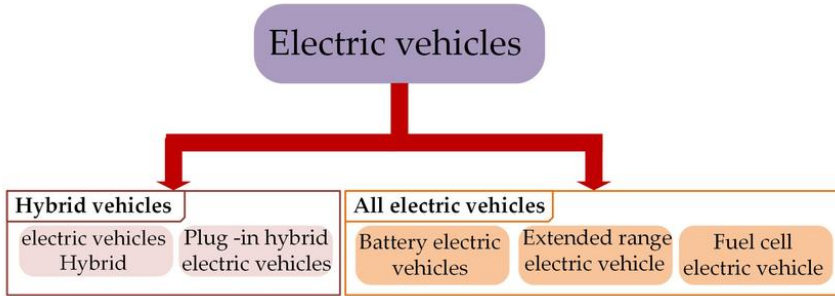 Electric vehicles
Hybrid vehicles
electric vehicles
Hybrid
Plug -in hybrid
electric vehicles
All electric vehicles
Battery electric
vehicles
Extended range
electric vehicle
Fuel cell
electric vehicle